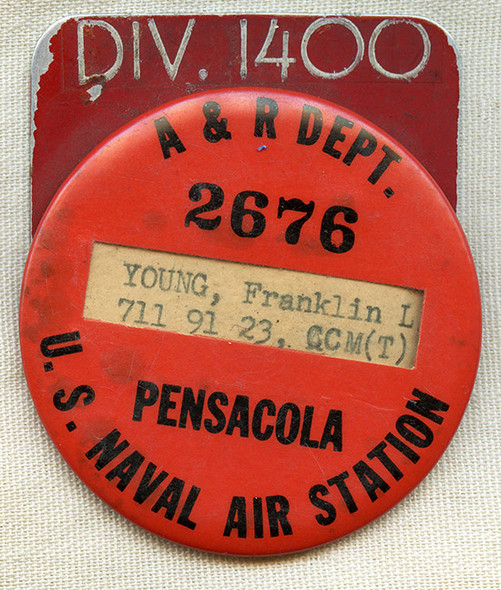 DIV. 1400
A & R DEPT.
2676
YOUNG, Franklin L
711 91 23, CCM(T)
PENSACOLA
U. S. NAVAL AIR STATION